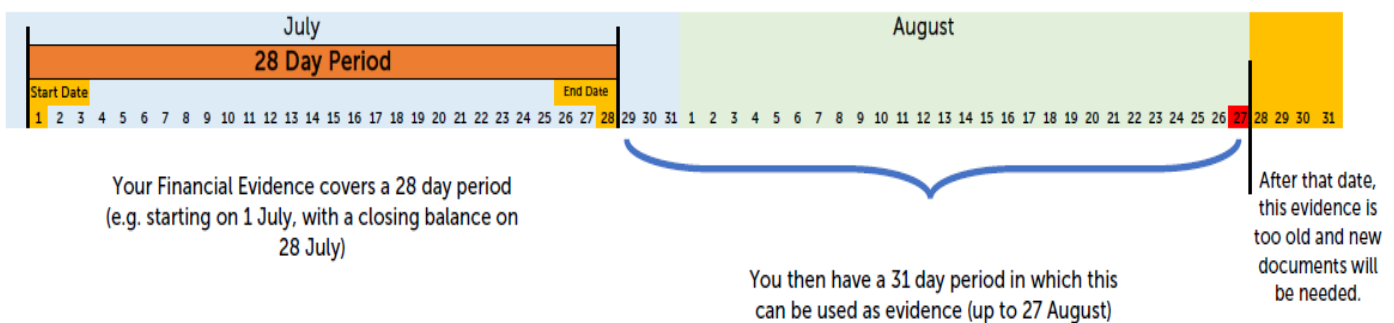 July August
28 Day Period
Start Date End Date
1 2 3 4 5 6 7 8 9 10 11 12 13 14 15 16 17 18 19 20 21 22 23 24 25 26 27 28 29 30 31 1 2 3 4 5 6 7 8 9 10 11 12 13 14 15 16 17 18 19 20 21 22 23 24 25 26 27 28 29 30 31
Your Financial Evidence covers a 28 day period
(e.g. starting on 1 July, with a closing balance on
28 July)
You then have a 31 day period in which this
can be used as evidence (up to 27 August)
After that date,
this evidence is
too old and new
documents will
be needed.